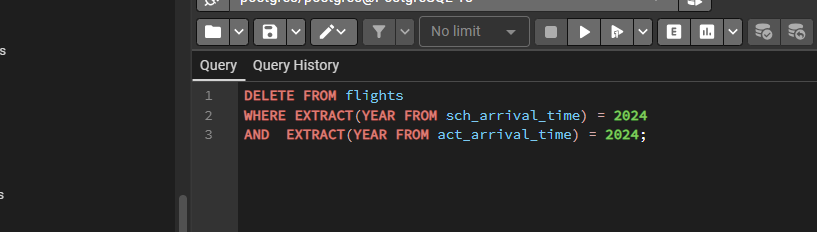 No limit
Query Query History
1 DELETE FROM flights
2 WHERE EXTRACT(YEAR FROM sch_arrival_time) = 2024
3 AND  EXTRACT(YEAR FROM act_arrival_time) = 2024;